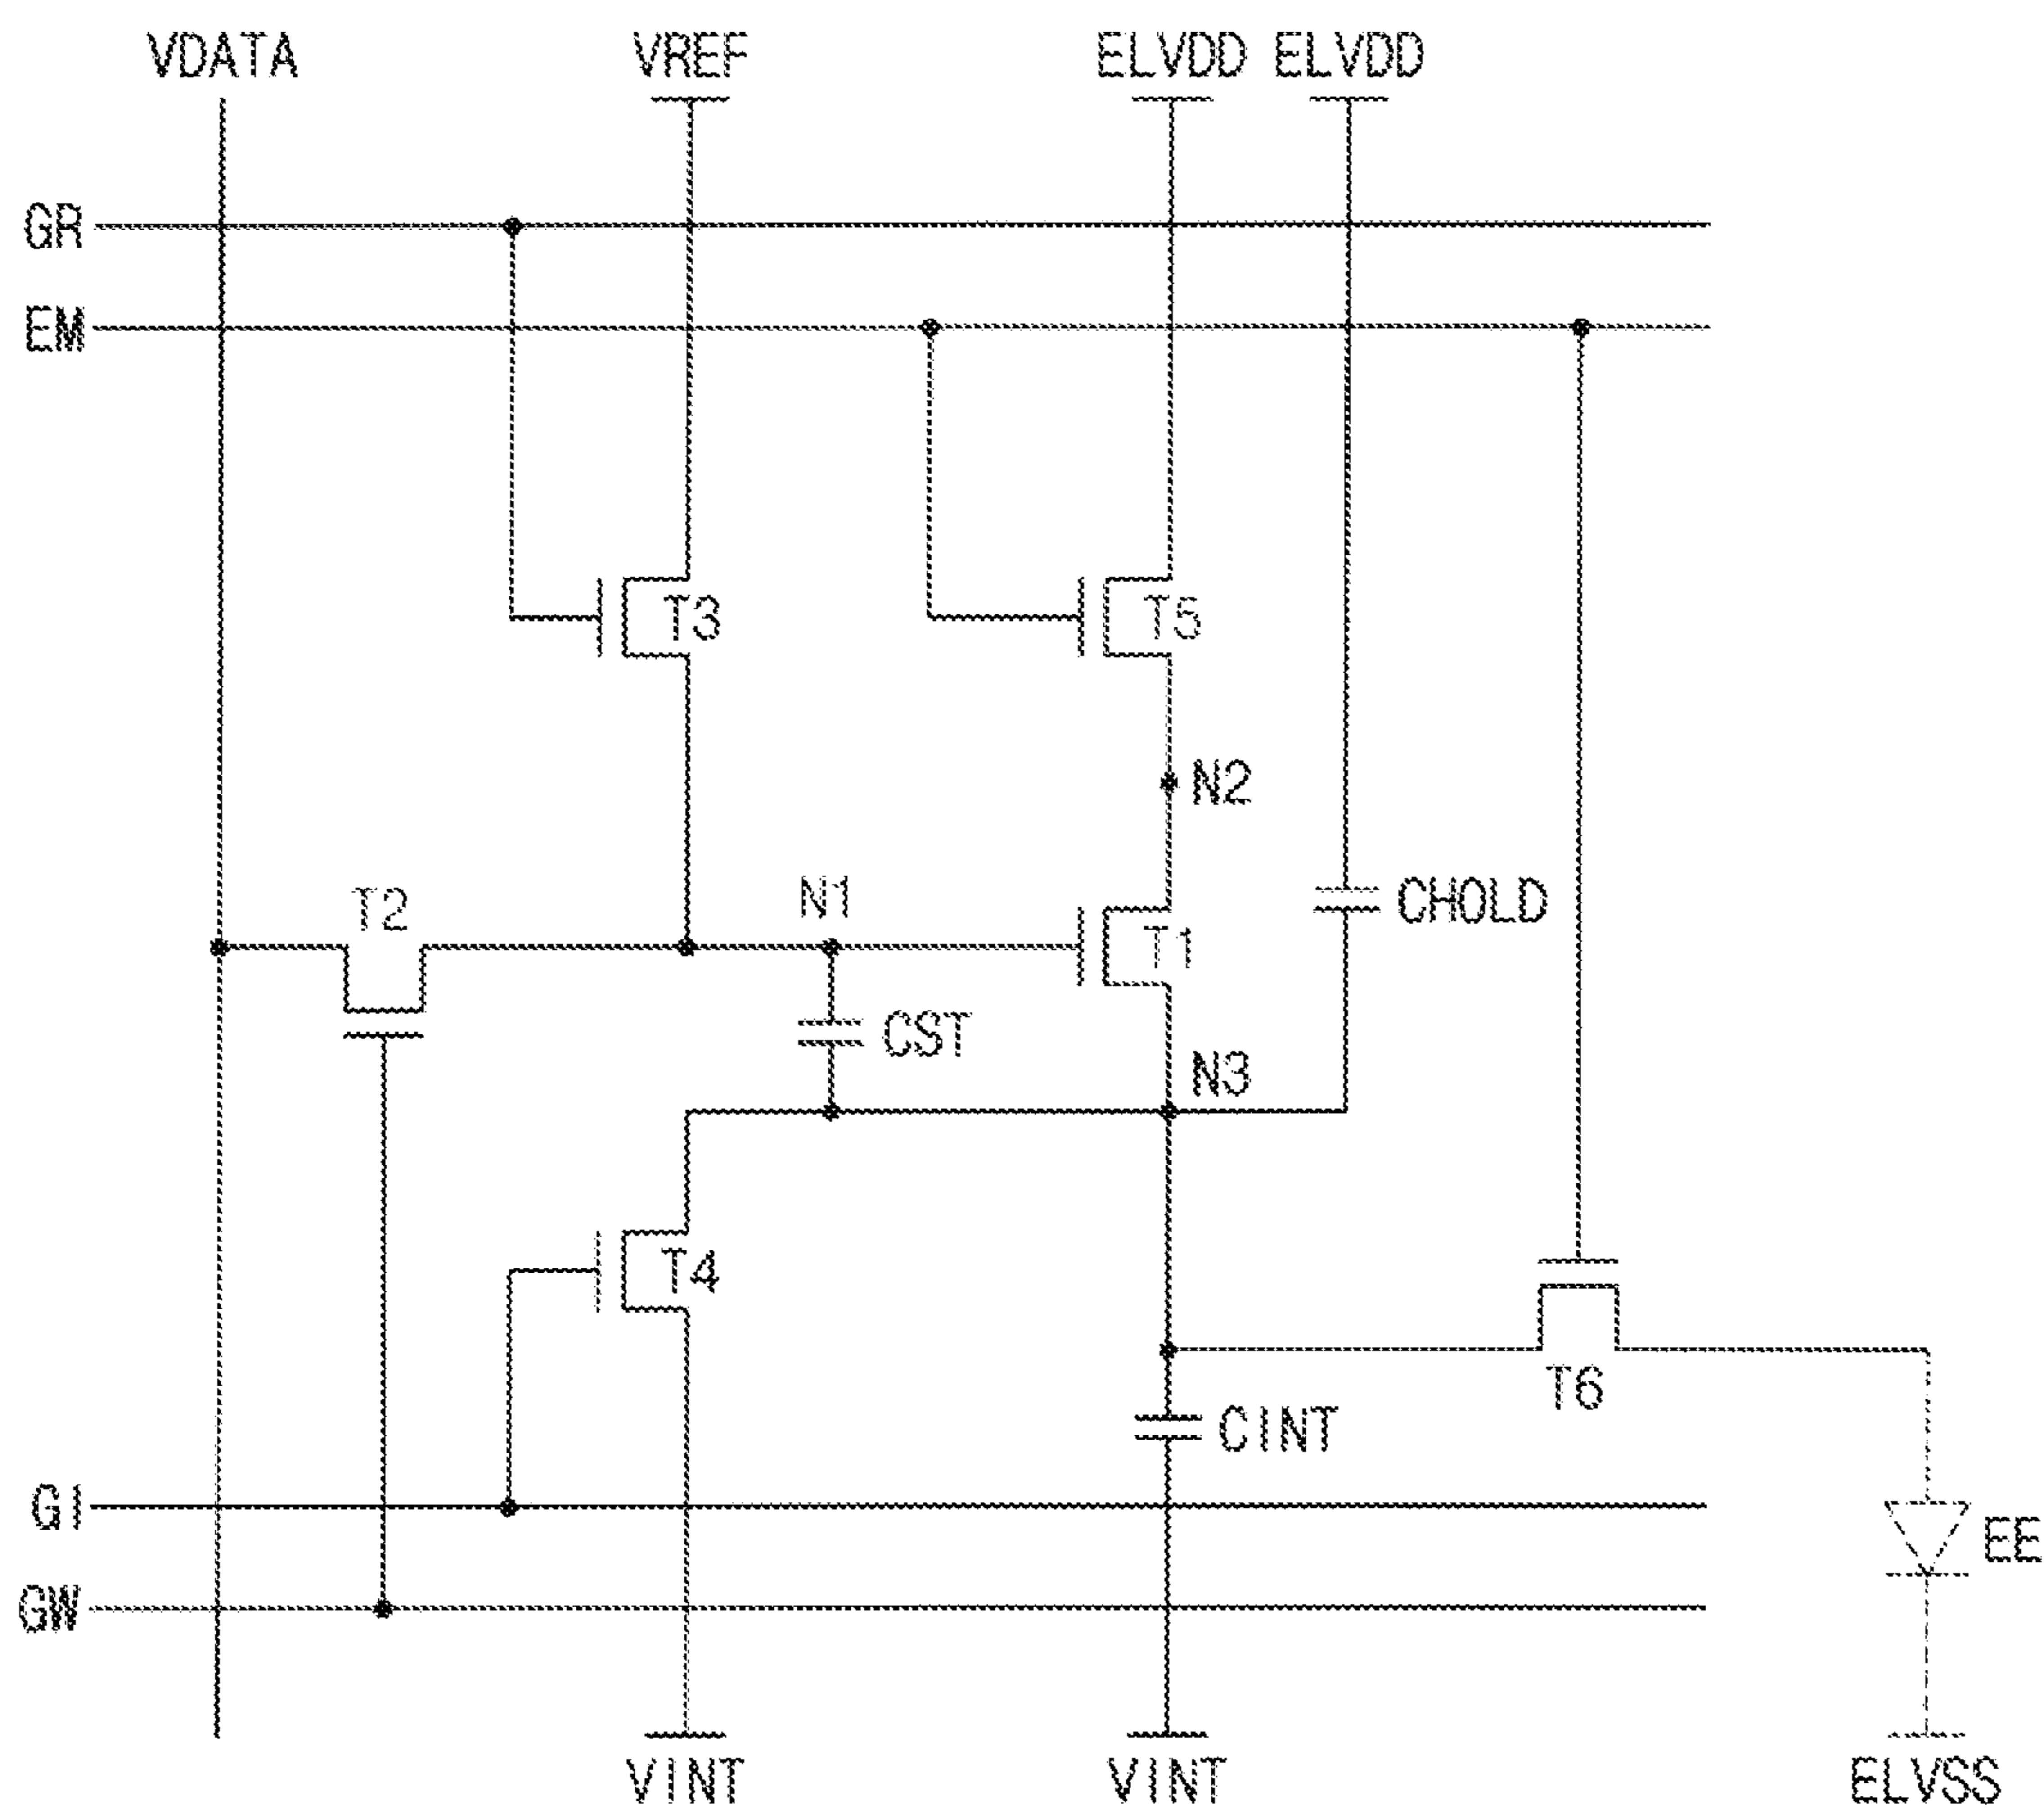 VDATA VREF ELVDD ELVDD
GR
EM
T3 T5
N2
T2 N1 T1 CHOLD
CST
N3
T4
T6
CINT
GI
EE
GW
VINT VINT ELVSS